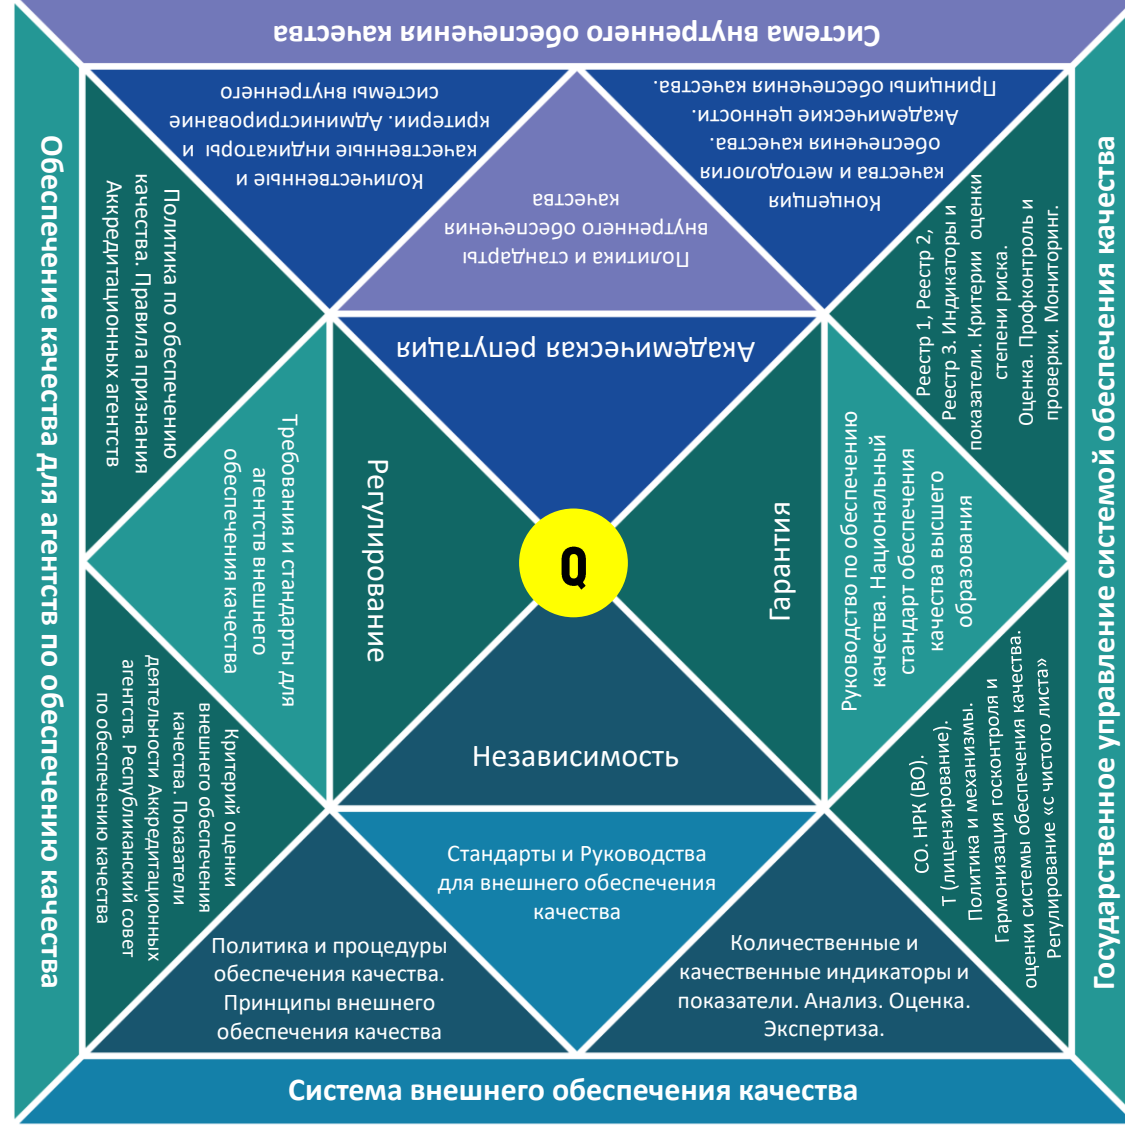 Система внутреннего обеспечения качества
Количественные и
качественные индикаторы и
критерии. Администрирование
системы внутреннего
Политика и стандарты
внутреннего обеспечения
качества
Концепция
качества и методология
обеспечения качества.
Академические ценности.
Принципы обеспечения качества.
Академическая репутация
Обеспечение качества для агентств по обеспечению качества
Политика по обеспечению
качества. Правила признания
Аккредитационных агентств
Требования и стандарты для
агентств внешнего
обеспечения качества
Критерий оценки
внешнего обеспечения
качества. Показатели
деятельности Аккредитационных
агентств. Республиканский совет
по обеспечению качества
Регулирование
Q
Гарантия
Руководство по обеспечению
качества. Национальный
стандарт обеспечения
качества высшего
образования
Реестр 1, Реестр 2,
Реестр 3. Индикаторы и
показатели. Критерии оценки
степени риска.
Оценка. Профконтроль и
проверки. Мониторинг.
СО. НРК (ВО).
Т (лицензирование).
Политика и механизмы.
Гармонизация госконтроля и
оценки системы обеспечения качества.
Регулирование «с чистого листа»
Государственное управление системой обеспечения качества
Независимость
Стандарты и Руководства
для внешнего обеспечения
качества
Политика и процедуры
обеспечения качества.
Принципы внешнего
обеспечения качества
Количественные и
качественные индикаторы и
показатели. Анализ. Оценка.
Экспертиза.
Система внешнего обеспечения качества